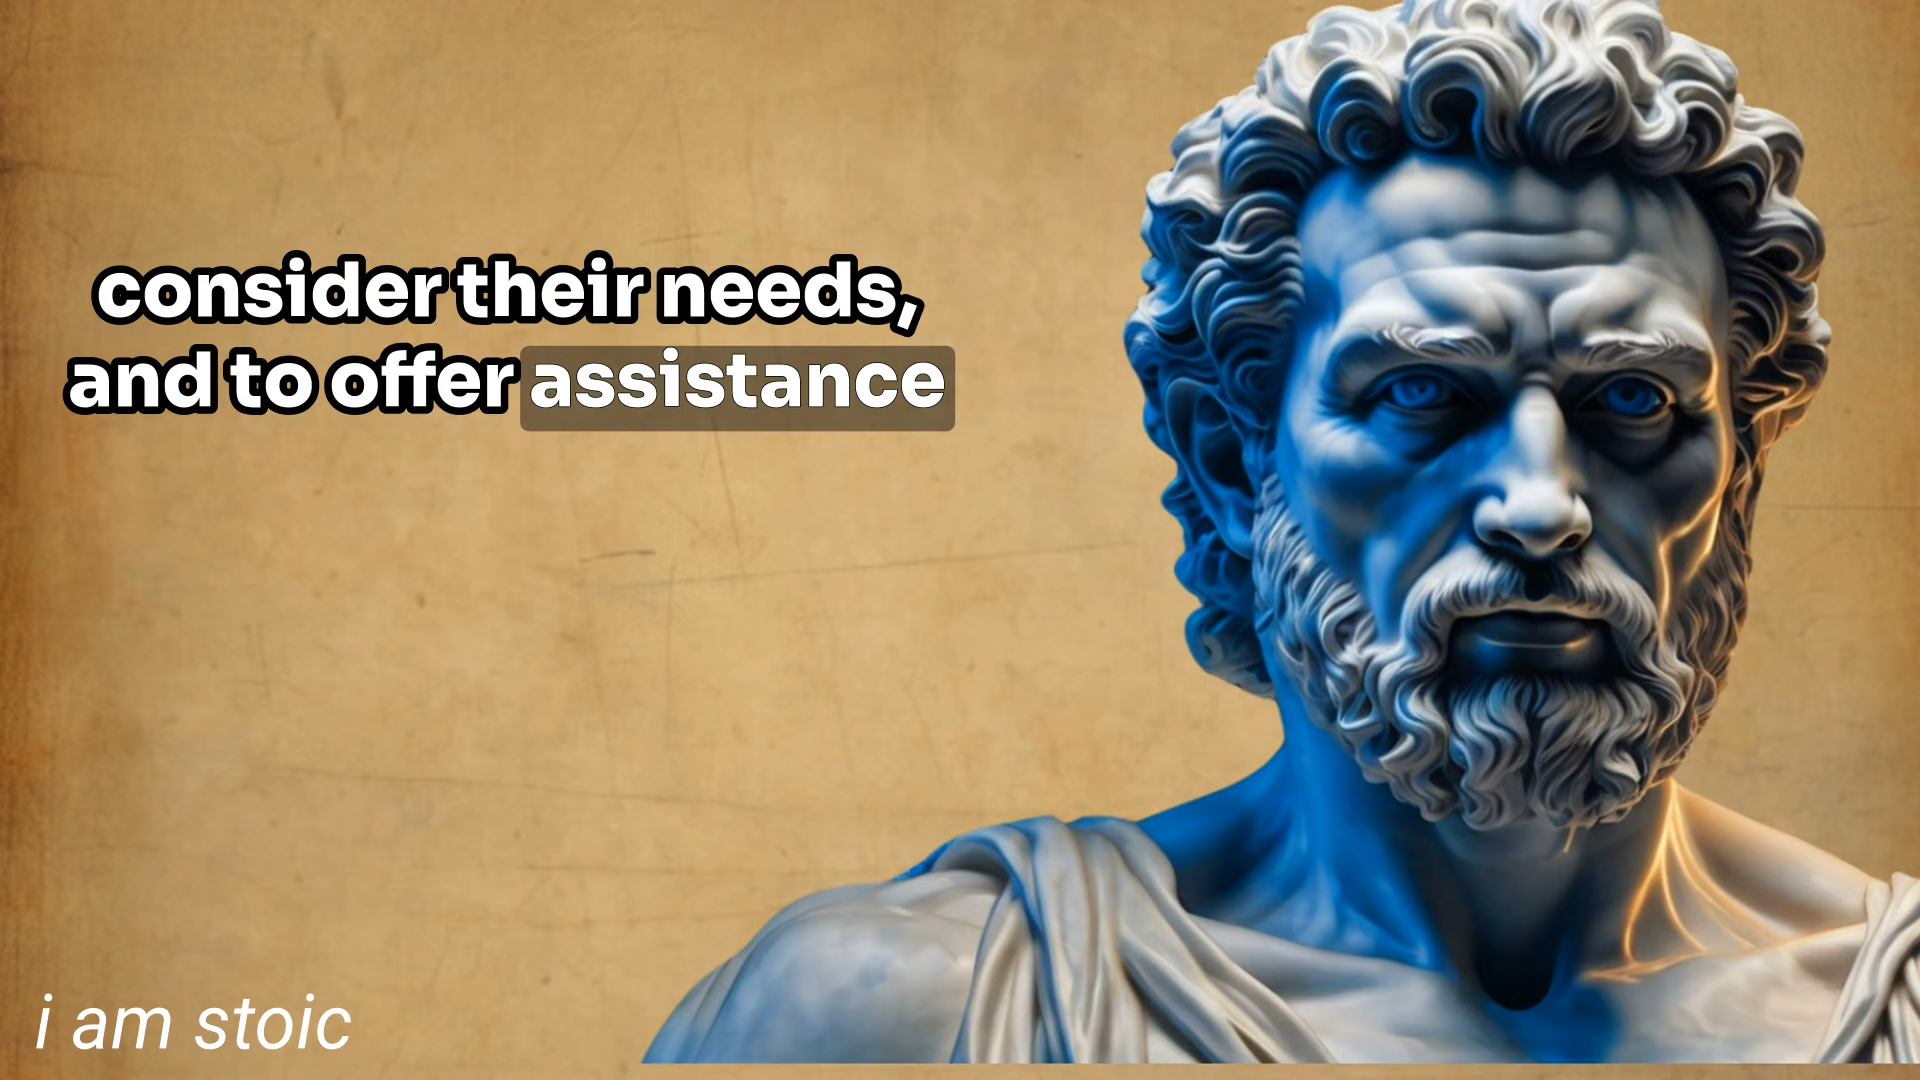 consider their needs,
and to offer assistance
i am stoic